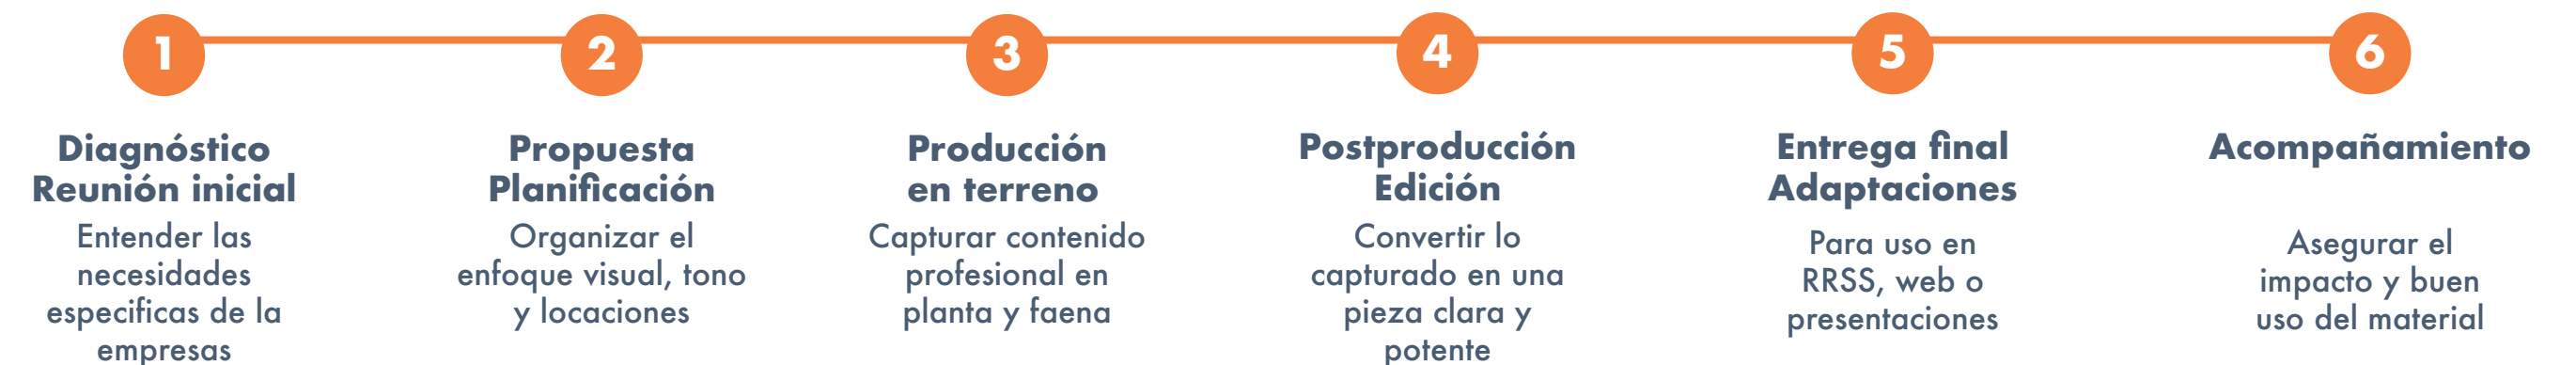 1
Diagnóstico
Reunión inicial
Entender las
necesidades
especificas de la
empresas
2
Propuesta
Planificación
Organizar el
enfoque visual, tono
y locaciones
3
Producción
en terreno
Capturar contenido
profesional en
planta y faena
4
Postproducción
Edición
Convertir lo
capturado en una
pieza clara y
potente
5
Entrega final
Adaptaciones
Para uso en
RRSS, web o
presentaciones
6
Acompañamiento
Asegurar el
impacto y buen
uso del material